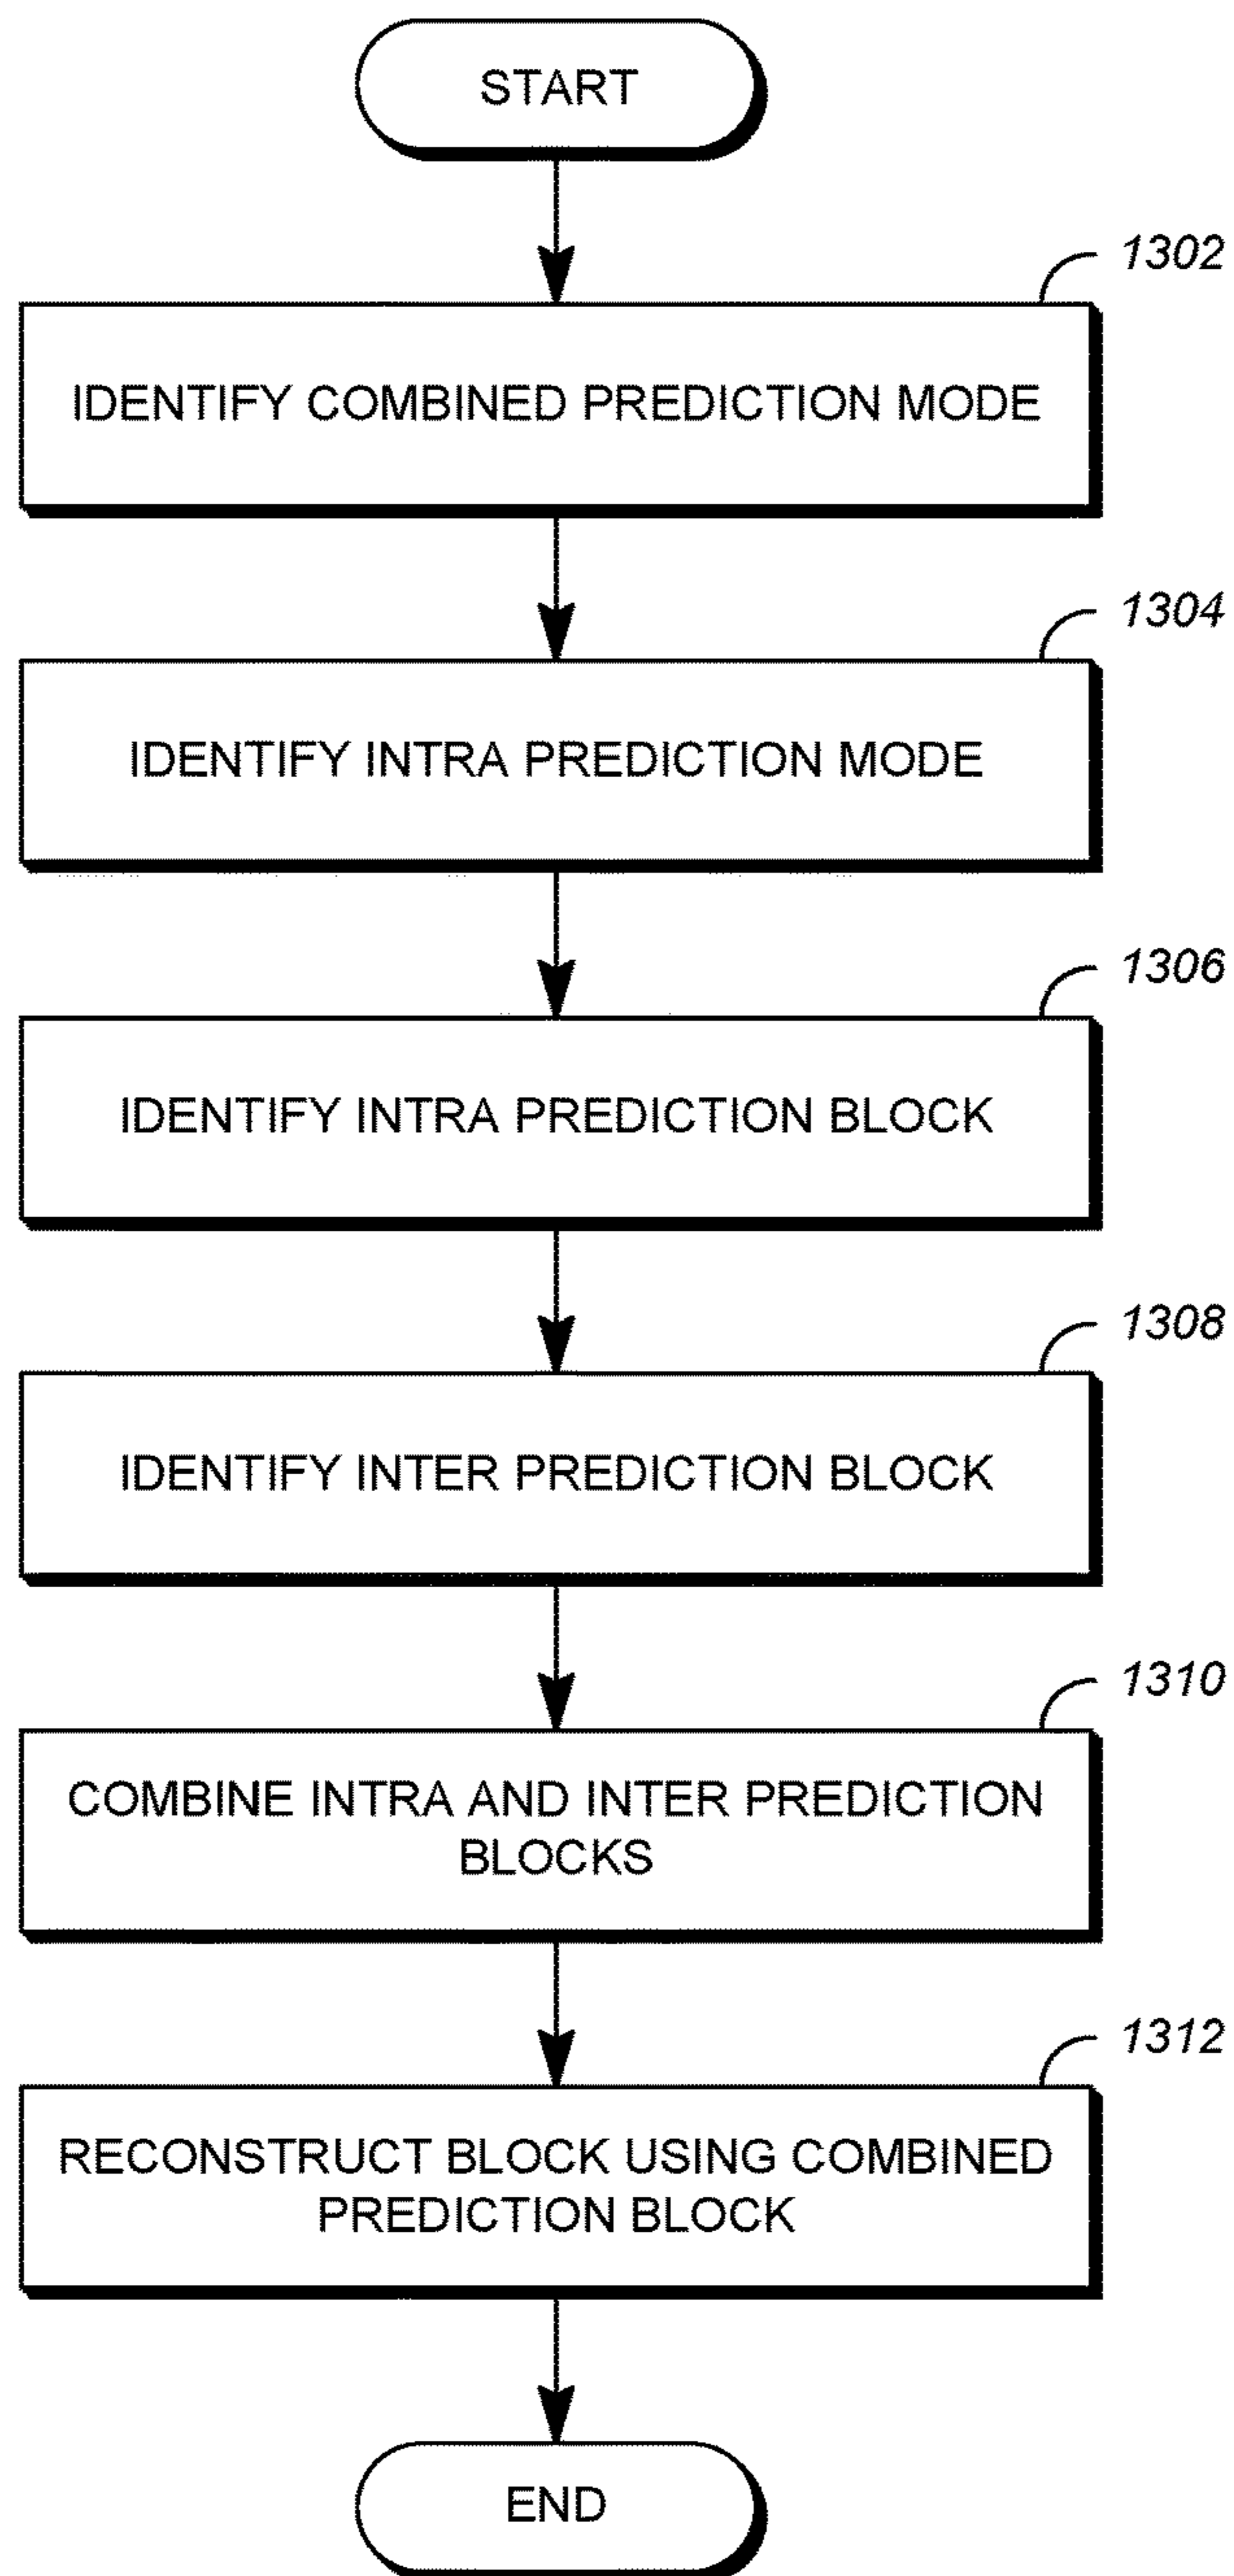 START
1302
IDENTIFY COMBINED PREDICTION MODE
1304
IDENTIFY INTRA PREDICTION MODE
1306
IDENTIFY INTRA PREDICTION BLOCK
1308
IDENTIFY INTER PREDICTION BLOCK
1310
COMBINE INTRA AND INTER PREDICTION
BLOCKS
1312
RECONSTRUCT BLOCK USING COMBINED
PREDICTION BLOCK
END